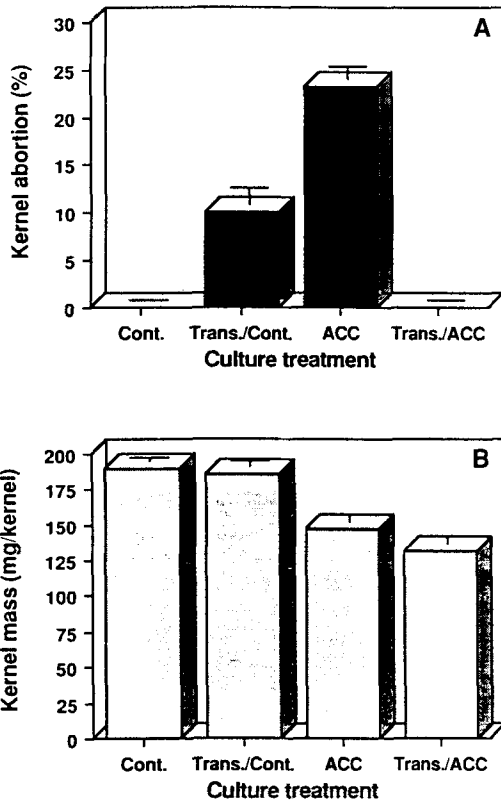 A
Kernel abortion (%)
30
25
20
15
10
5
0
Cont. Trans./Cont. ACC Trans./ACC
Culture treatment
B
Kernel mass (mg/kernel)
200
175
150
125
100
75
50
25
0
Cont. Trans./Cont. ACC Trans./ACC
Culture treatment